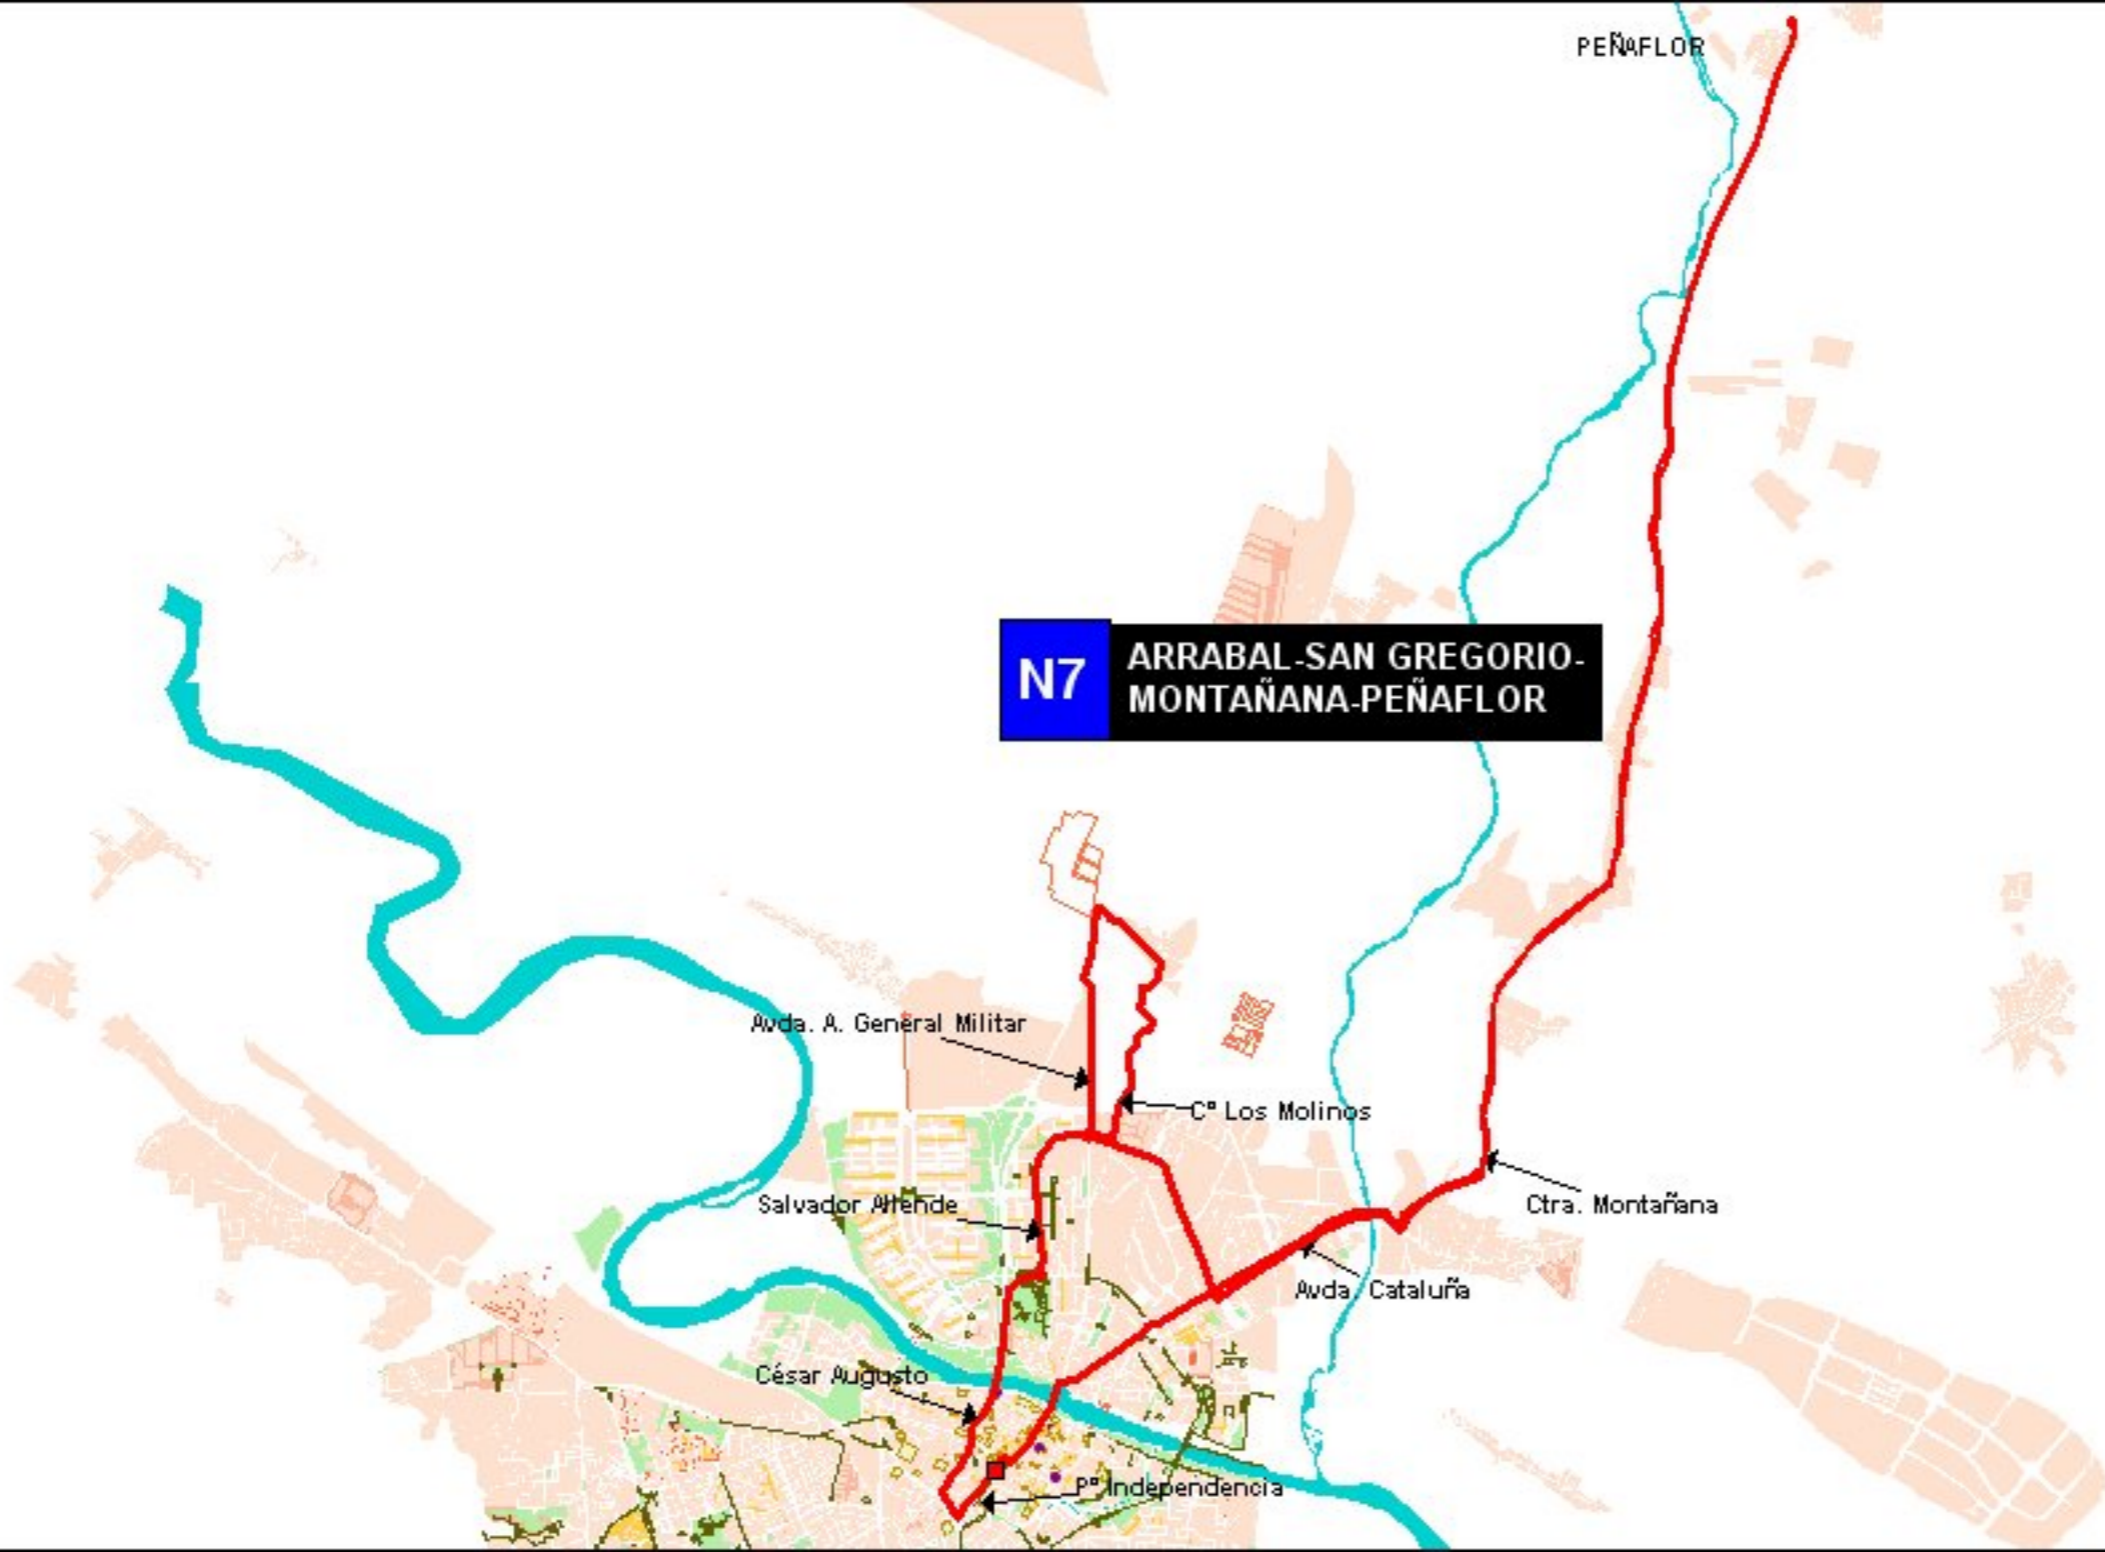 PEÑAFLOR
N7
ARRABAL-SAN GREGORIO-
MONTAÑANA-PEÑAFLOR
Avda. A. General Militar
Cº Los Molinos
Salvador Allende
Ctra. Montañana
Avda. Cataluña
César Augusto
Pº Independencia